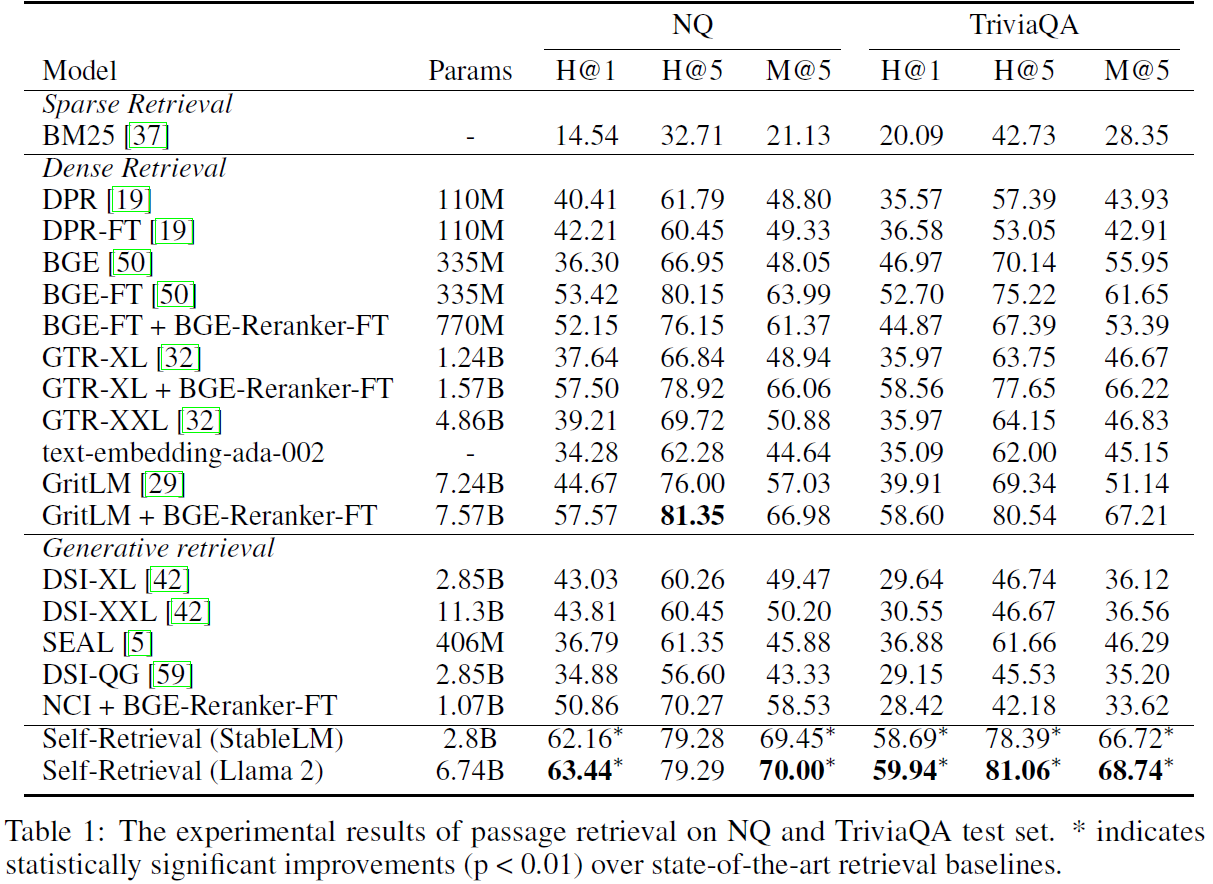 NQ TriviaQA
Model Params H@1 H@5 M@5 H@1 H@5 M@5
Sparse Retrieval
BM25 [37] - 14.54 32.71 21.13 20.09 42.73 28.35
Dense Retrieval
DPR [19] 110M 40.41 61.79 48.80 35.57 57.39 43.93
DPR-FT [19] 110M 42.21 60.45 49.33 36.58 53.05 42.91
BGE [50] 335M 36.30 66.95 48.05 46.97 70.14 55.95
BGE-FT [50] 335M 53.42 80.15 63.99 52.70 75.22 61.65
BGE-FT + BGE-Reranker-FT 770M 52.15 76.15 61.37 44.87 67.39 53.39
GTR-XL [32] 1.24B 37.64 66.84 48.94 35.97 63.75 46.67
GTR-XL + BGE-Reranker-FT 1.57B 57.50 78.92 66.06 58.56 77.65 66.22
GTR-XXL [32] 4.86B 39.21 69.72 50.88 35.97 64.15 46.83
text-embedding-ada-002 - 34.28 62.28 44.64 35.09 62.00 45.15
GritLM [29] 7.24B 44.67 76.00 57.03 39.91 69.34 51.14
GritLM + BGE-Reranker-FT 7.57B 57.57 81.35 66.98 58.60 80.54 67.21
Generative retrieval
DSI-XL [42] 2.85B 43.03 60.26 49.47 29.64 46.74 36.12
DSI-XXL [42] 11.3B 43.81 60.45 50.20 30.55 46.67 36.56
SEAL [5] 406M 36.79 61.35 45.88 36.88 61.66 46.29
DSI-QG [59] 2.85B 34.88 56.60 43.33 29.15 45.53 35.20
NCI + BGE-Reranker-FT 1.07B 50.86 70.27 58.53 28.42 42.18 33.62
Self-Retrieval (StableLM) 2.8B 62.16* 79.28 69.45* 58.69* 78.39* 66.72*
Self-Retrieval (Llama 2) 6.74B 63.44* 79.29 70.00* 59.94* 81.06* 68.74*
Table 1: The experimental results of passage retrieval on NQ and TriviaQA test set. * indicates
statistically significant improvements (p < 0.01) over state-of-the-art retrieval baselines.